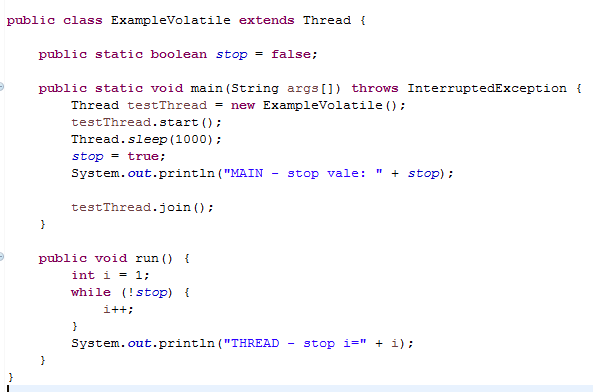 public class ExampleVolatile extends Thread {
public static boolean stop = false;
public static void main(String args[]) throws InterruptedException {
Thread testThread = new ExampleVolatile();
testThread.start();
Thread.sleep(1000);
stop = true;
System.out.println("MAIN - stop vale: " + stop);
testThread.join();
}
public void run() {
int i = 1;
while (!stop) {
i++;
}
System.out.println("THREAD - stop i=" + i);
}
}